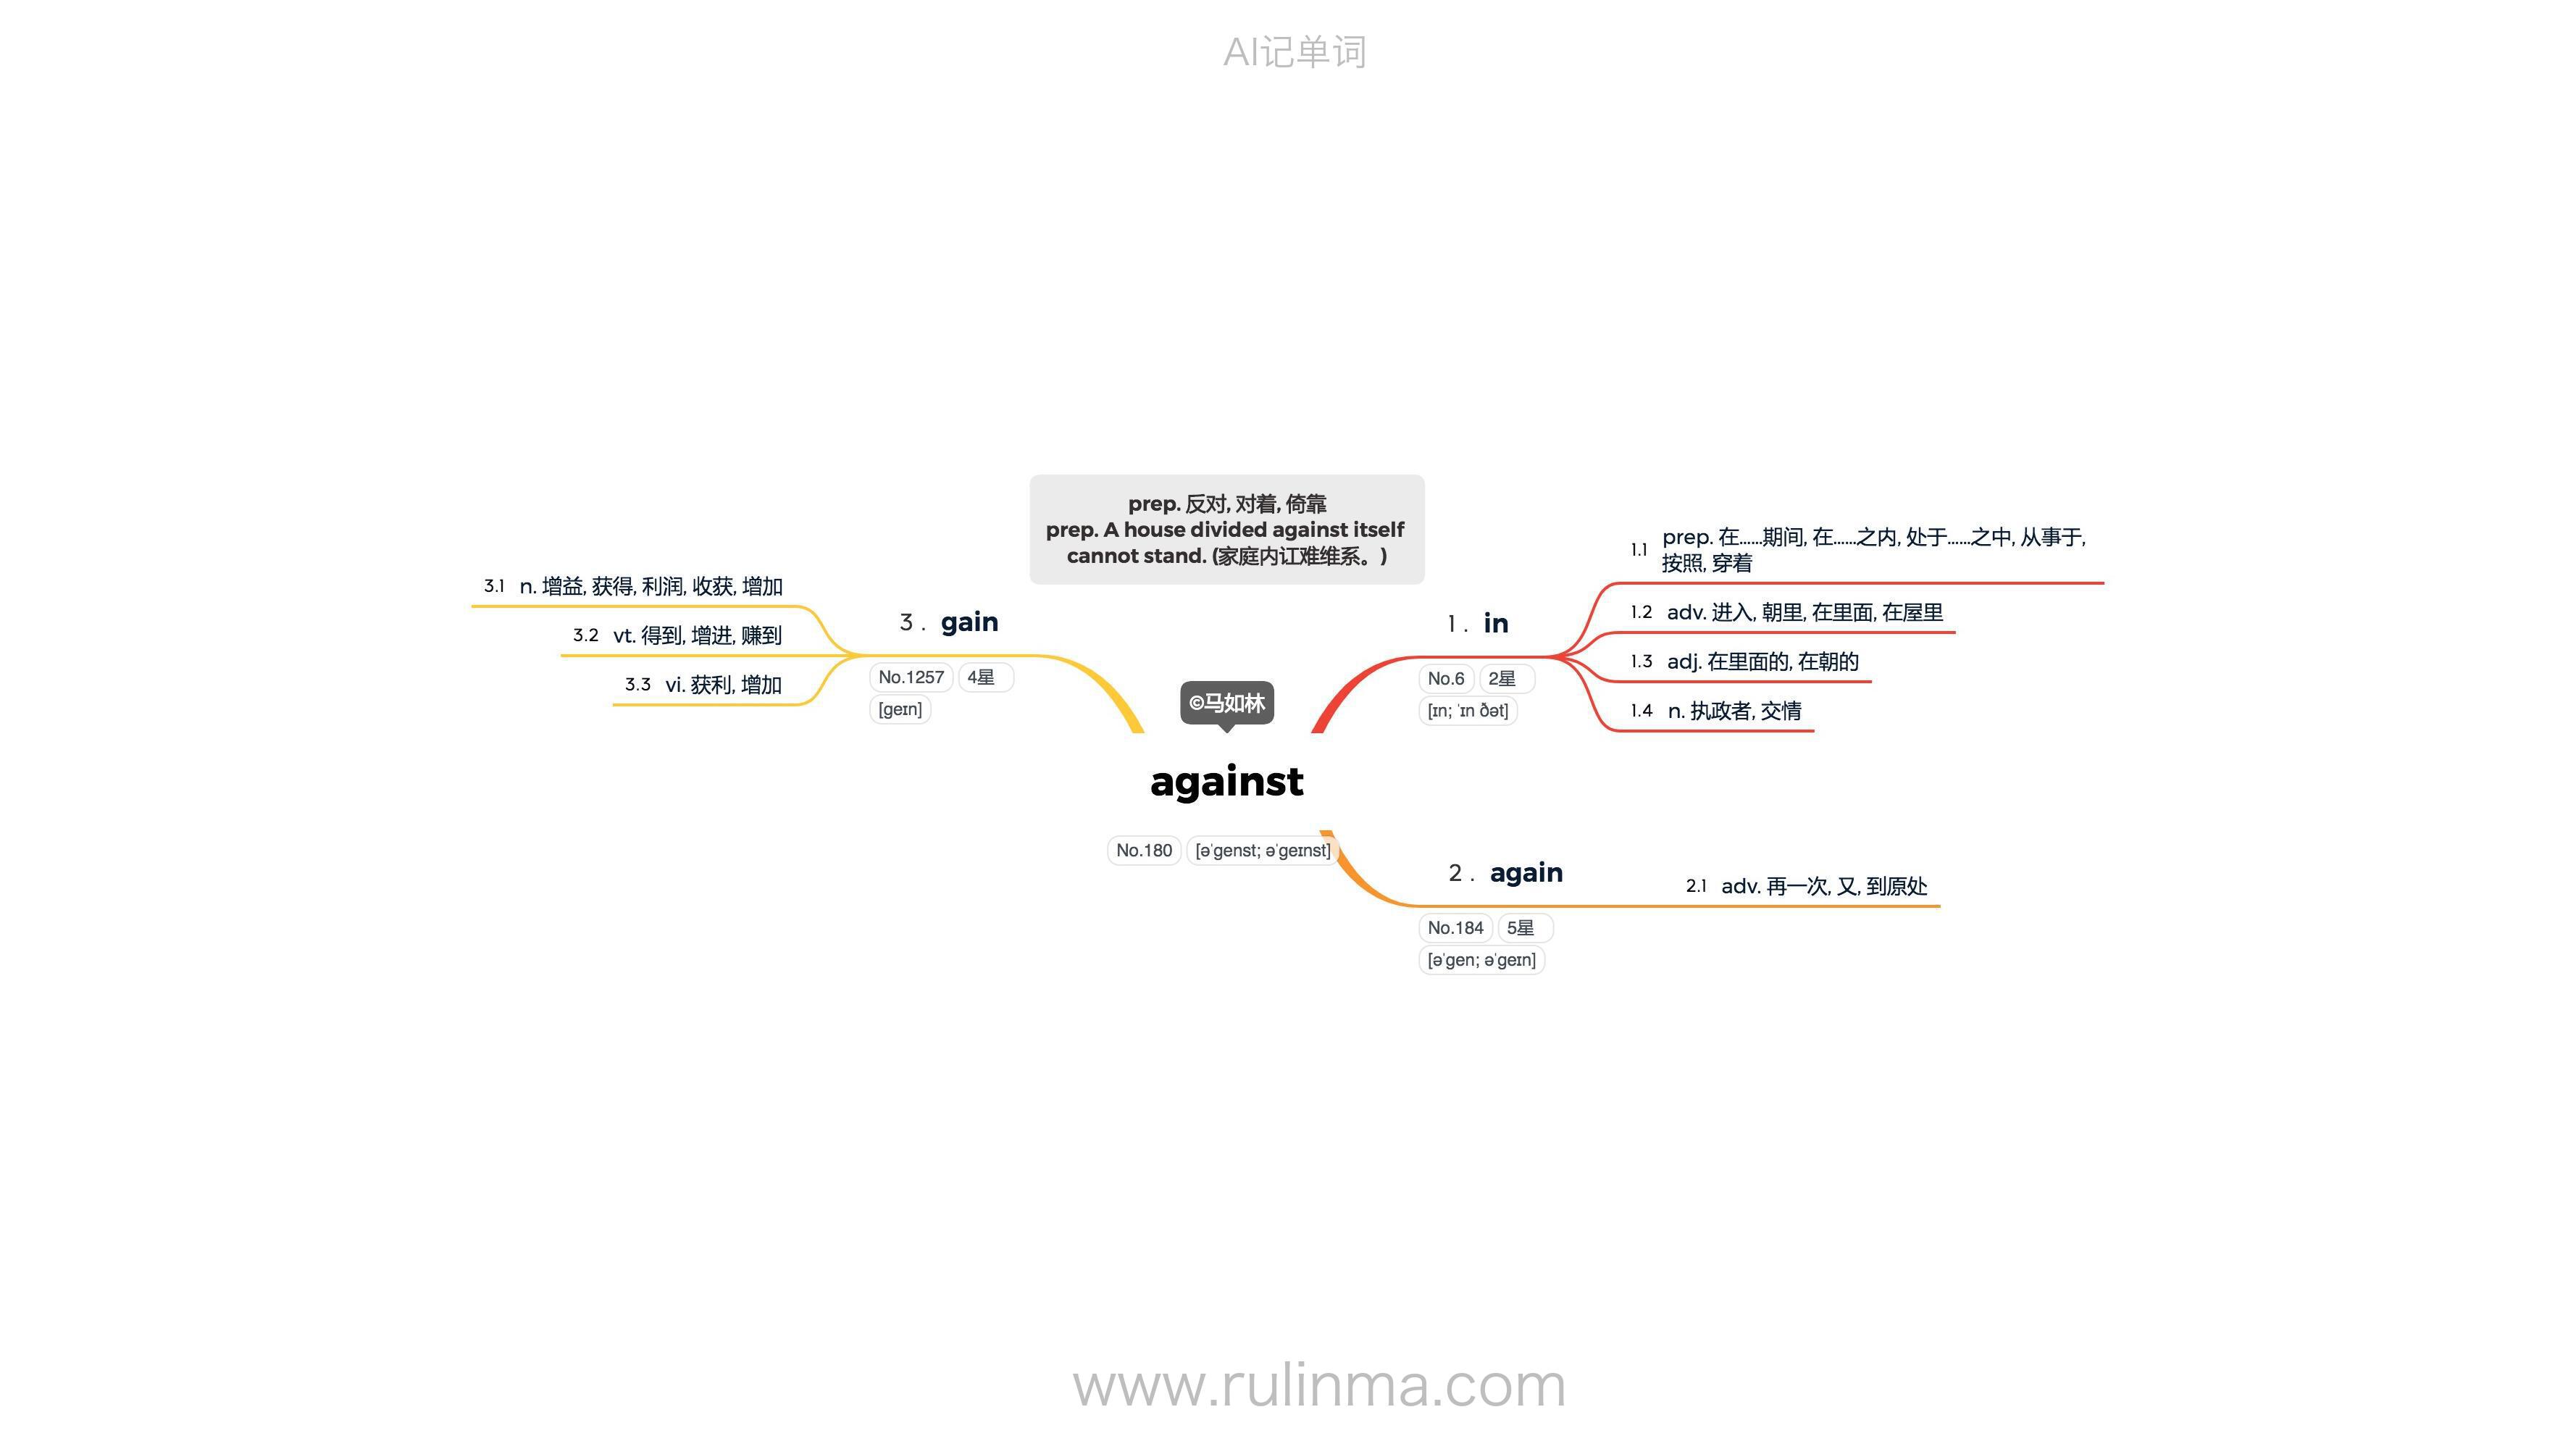 AI记单词
prep. 反对, 对着, 倚靠
prep. A house divided against itself
cannot stand. (家庭内讧难维系。)
©马如林
against
No.180 [əˈgenst; əˈgeɪnst]
1 . in
No.6 2星
[ɪn; ˈɪn ðət]
1.1 prep. 在……期间, 在……之内, 处于……之中, 从事于,
按照, 穿着
1.2 adv. 进入, 朝里, 在里面, 在屋里
1.3 adj. 在里面的, 在朝的
1.4 n. 执政者, 交情
2 . again
No.184 5星
[əˈgen; əˈgeɪn]
2.1 adv. 再一次, 又, 到原处
3 . gain
No.1257 4星
[geɪn]
3.1 n. 增益, 获得, 利润, 收获, 增加
3.2 vt. 得到, 增进, 赚到
3.3 vi. 获利, 增加
www.rulinma.com